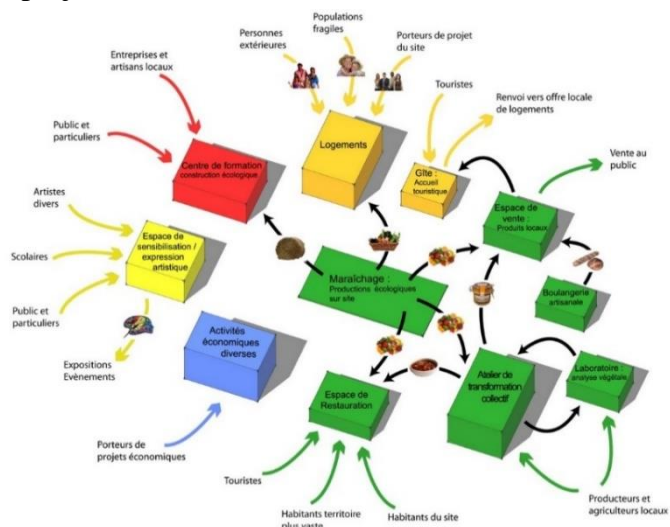 Personnes
extérieures
Populations
fragiles
Porteurs de projet
du site
Entreprises et
artisans locaux
Touristes
Renvoi vers offre locale
de logements
Public et
particuliers
Centre de formation
construction écologique
Logements
Gîte :
Accueil
touristique
Vente au
public
Artistes
divers
Espace de
vente :
Produits locaux
Scolaires
Espace de
sensibilisation /
expression
artistique
Maraîchage :
Productions écologiques
sur site
Boulangerie
artisanale
Public et
particuliers
Activités
économiques
diverses
Expositions
Evènements
Espace de
Restauration
Atelier de
transformation
collectif
Laboratoire :
analyse végétale
Porteurs de
projets économiques
Touristes
Habitants territoire
plus vaste
Habitants du site
Producteurs et
agriculteurs locaux